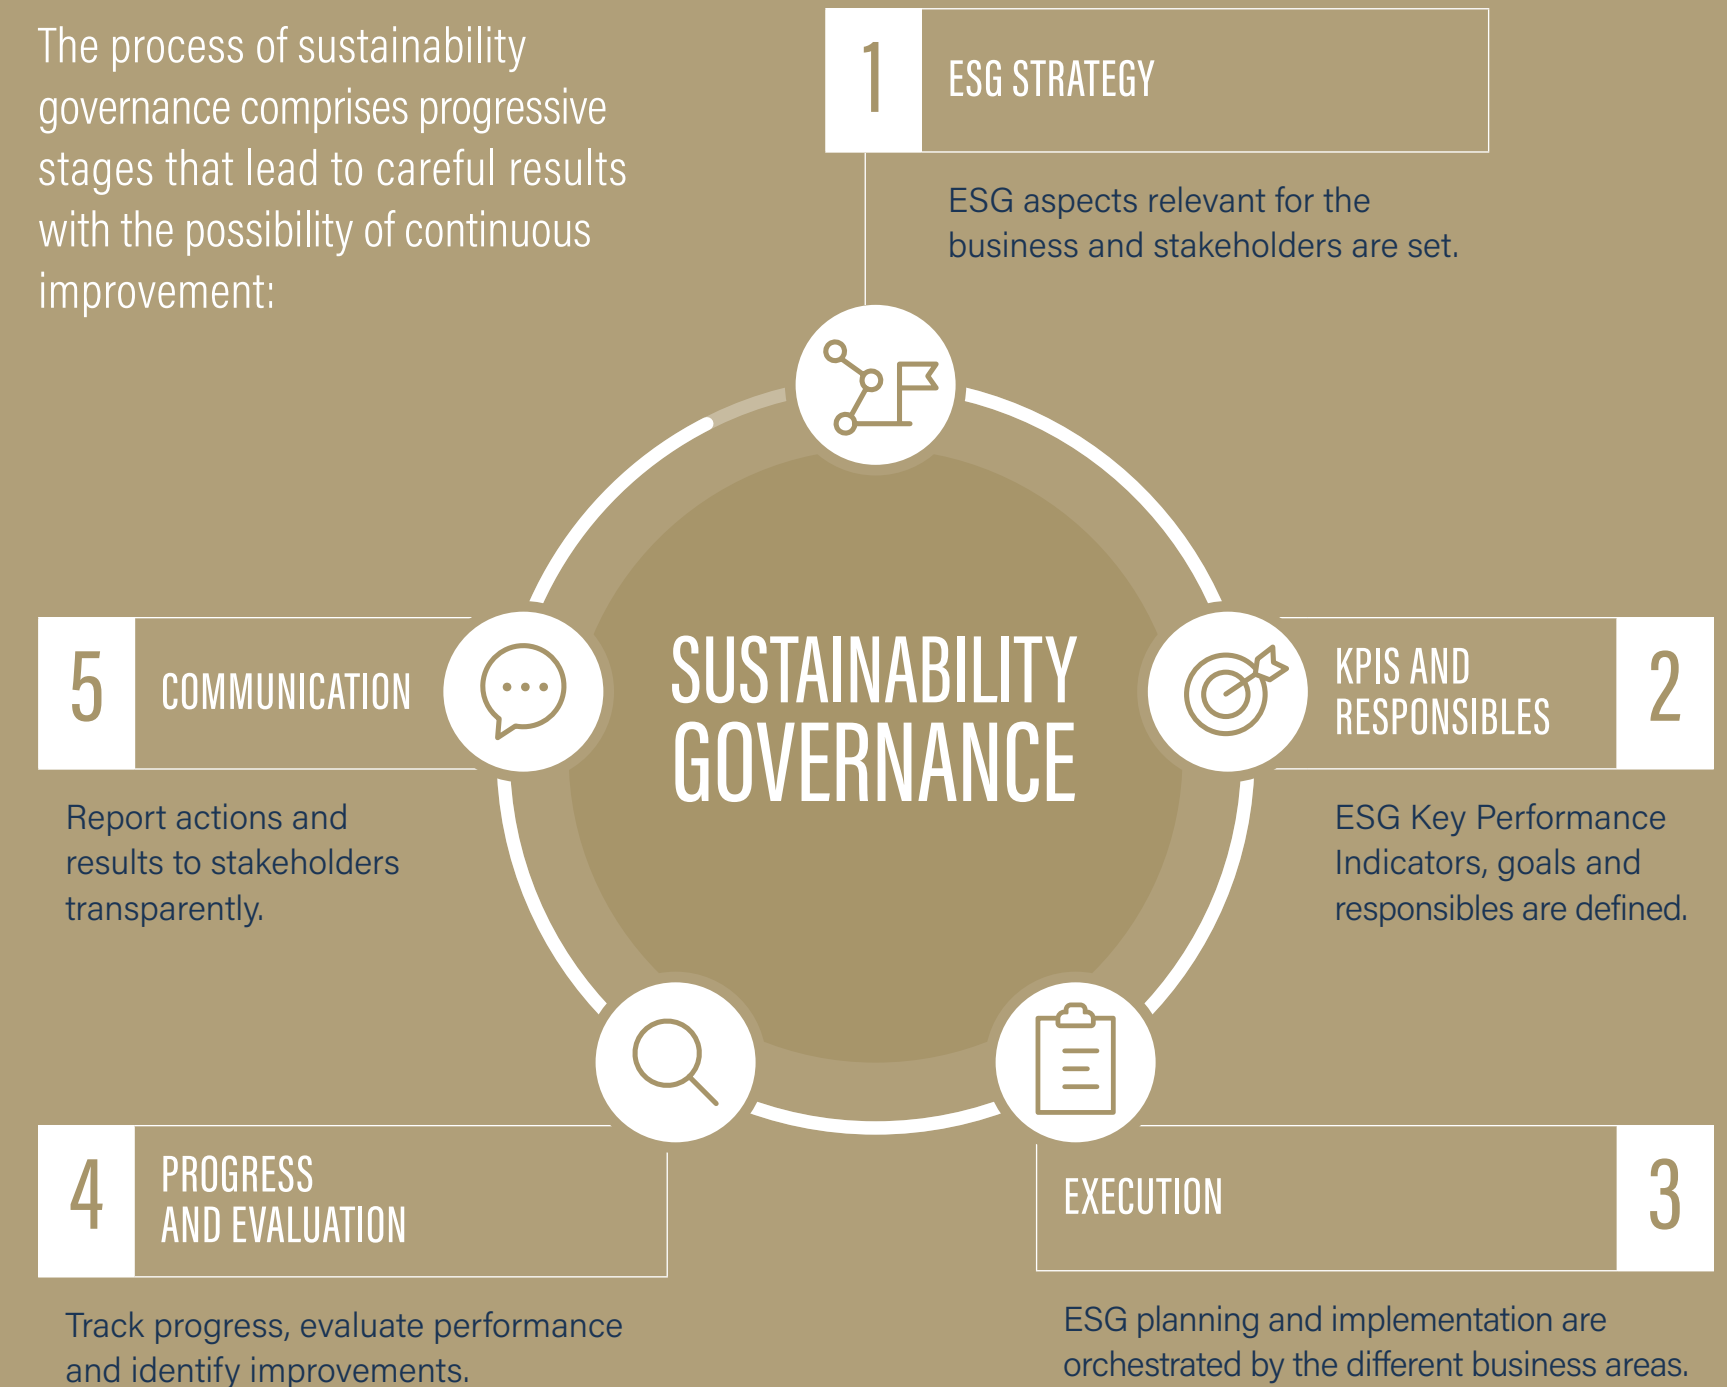 The process of sustainability
governance comprises progressive
stages that lead to careful results
with the possibility of continuous
improvement:
1
ESG STRATEGY
ESG aspects relevant for the
business and stakeholders are set.
SUSTAINABILITY
GOVERNANCE
KPIS AND
RESPONSIBLES
2
ESG Key Performance
Indicators, goals and
responsibles are defined.
EXECUTION
3
ESG planning and implementation are
orchestrated by the different business areas.
4
PROGRESS
AND EVALUATION
Track progress, evaluate performance
and identify improvements.
5
COMMUNICATION
Report actions and
results to stakeholders
transparently.